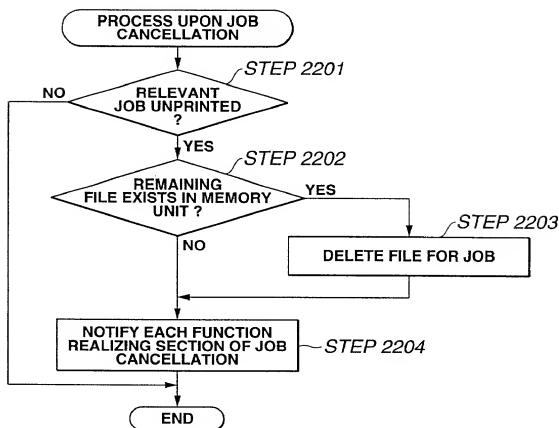 PROCESS UPON JOB
CANCELLATION
STEP 2201
NO
RELEVANT
JOB UNPRINTED
?
YES
STEP 2202
REMAINING
FILE EXISTS IN MEMORY
UNIT ?
YES
STEP 2203
NO
DELETE FILE FOR JOB
NOTIFY EACH FUNCTION
REALIZING SECTION OF JOB
CANCELLATION
STEP 2204
END